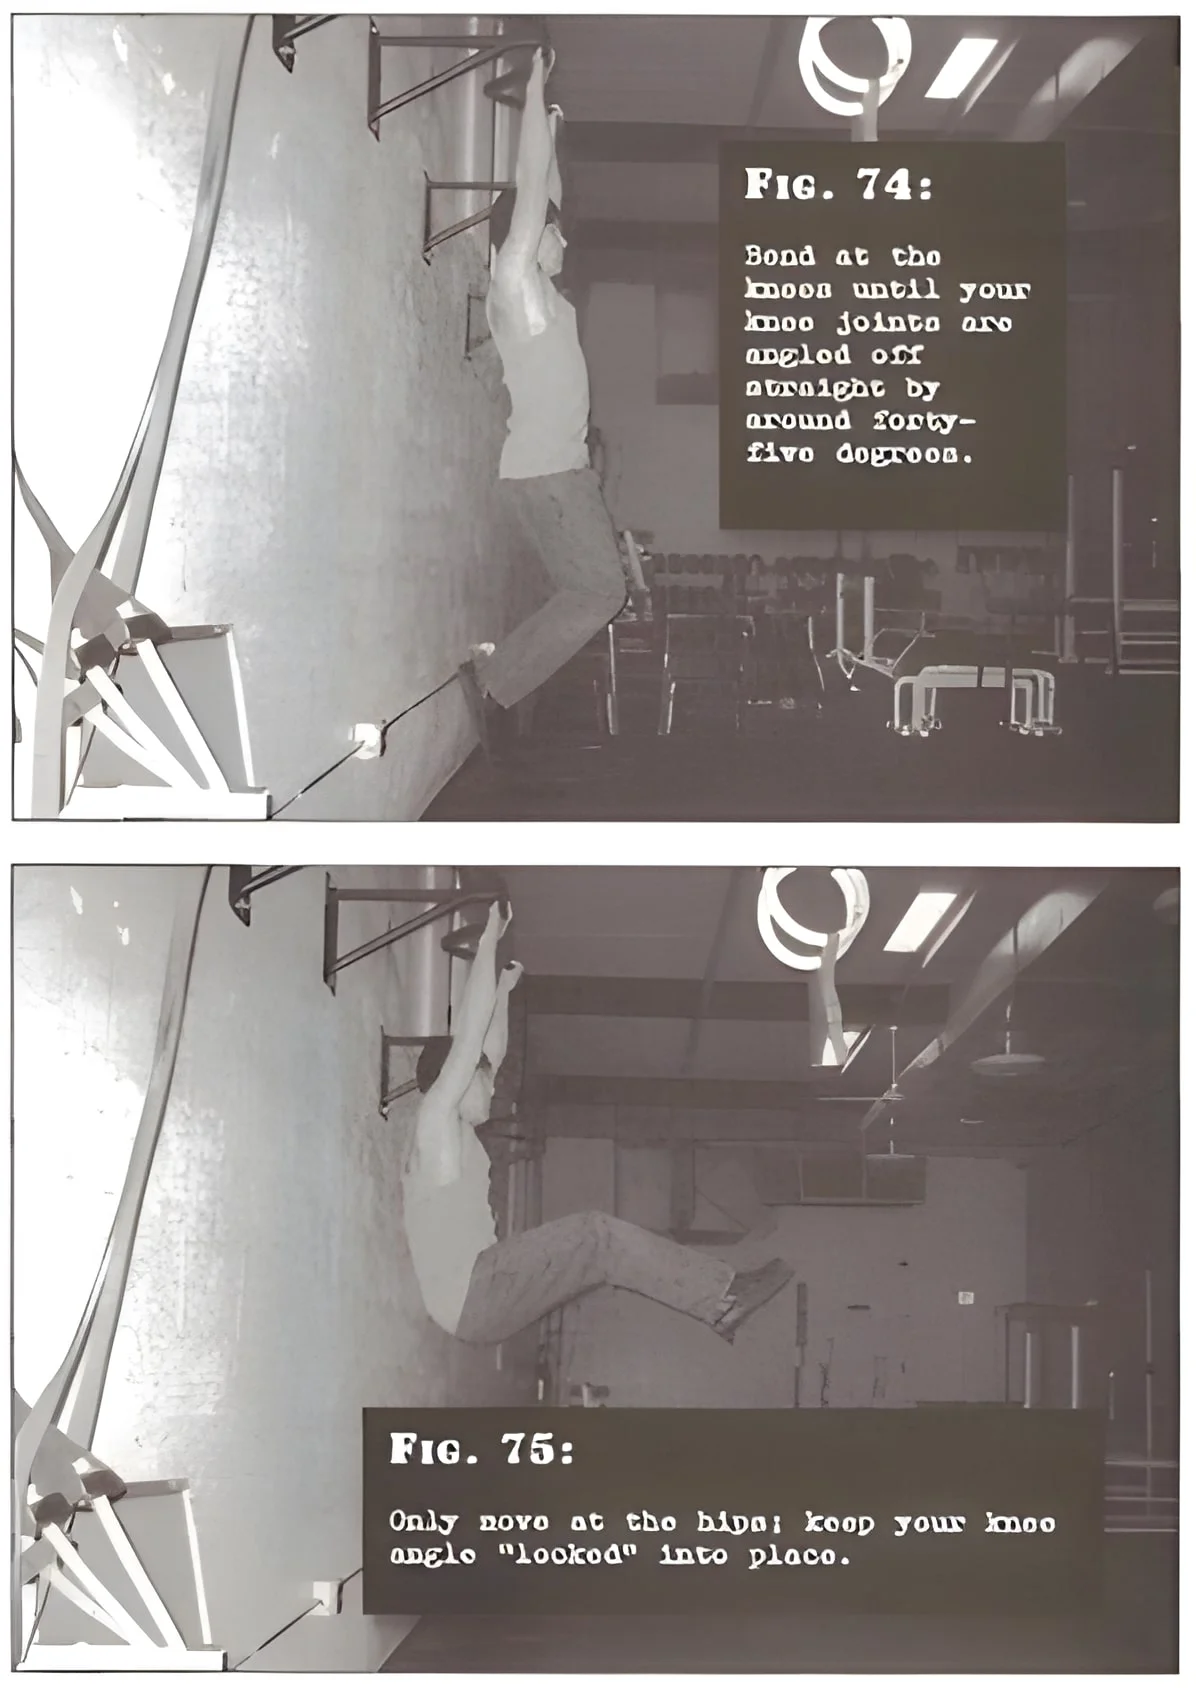 Fig. 74:
Bend at the
knees until your
knee joints are
angled off
straight by
around forty-
five degrees.
Fig. 75:
Only move at the hips; keep your knee
angle "locked" into place.